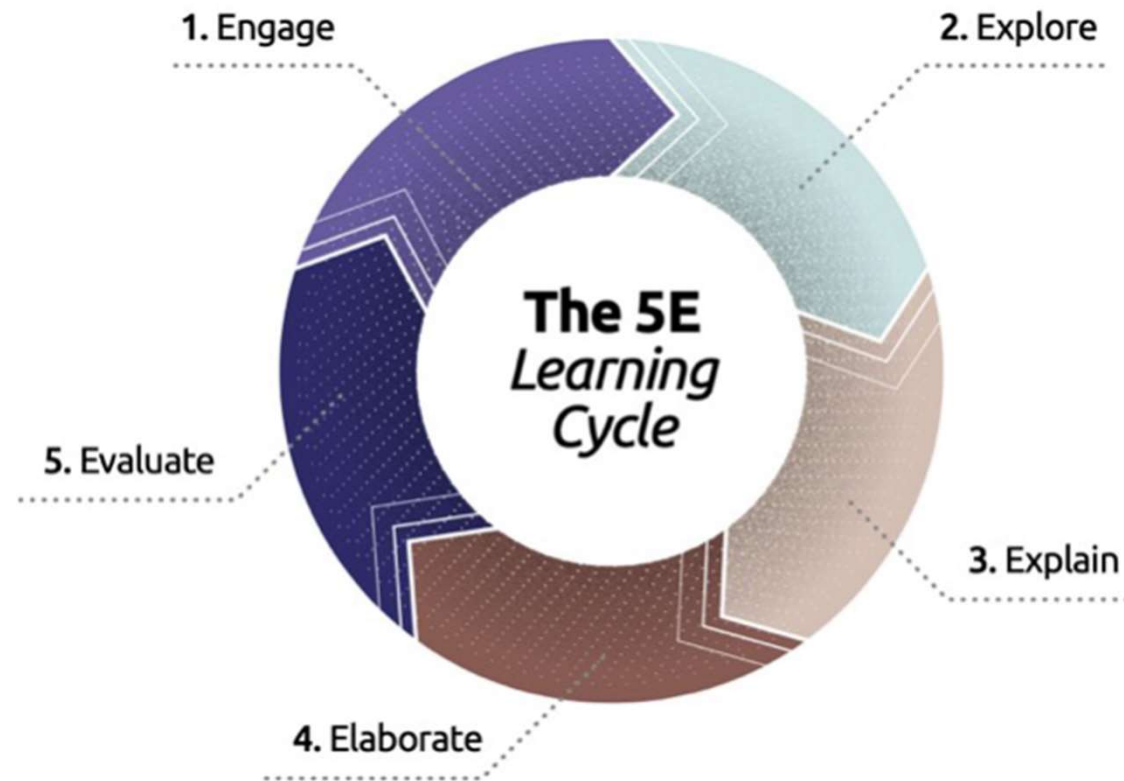 1. Engage
2. Explore
The 5E
Learning
Cycle
5. Evaluate
3. Explain
4. Elaborate